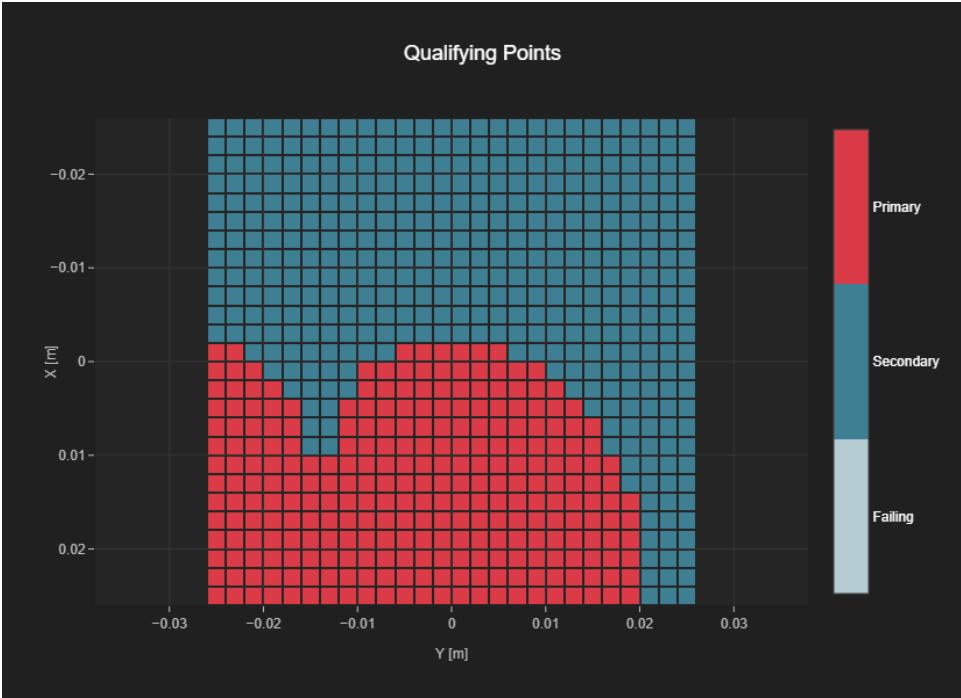 Qualifying Points
−0.02
−0.01
0
0.01
0.02
X [m]
−0.03
−0.02
−0.01
0
0.01
0.02
0.03
Y [m]
Primary
Secondary
Failing